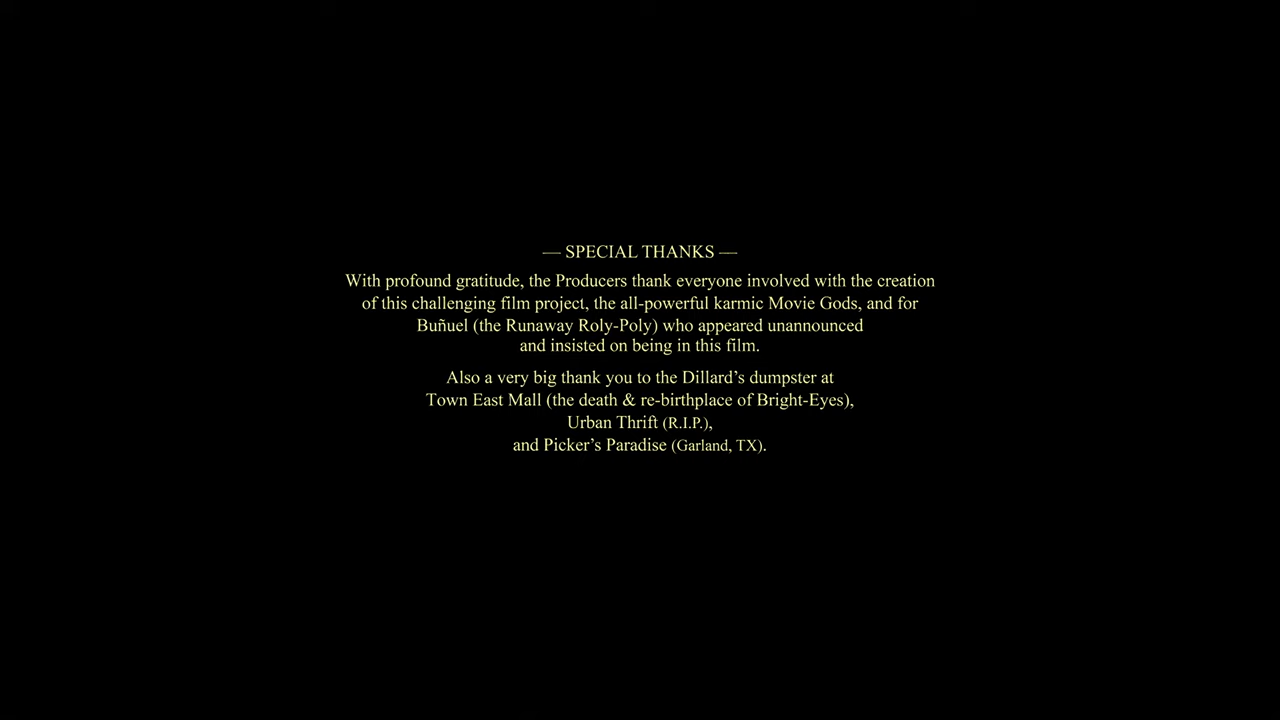 — SPECIAL THANKS —
With profound gratitude, the Producers thank everyone involved with the creation
of this challenging film project, the all-powerful karmic Movie Gods, and for
Buñuel (the Runaway Roly-Poly) who appeared unannounced
and insisted on being in this film.
Also a very big thank you to the Dillard’s dumpster at
Town East Mall (the death & re-birthplace of Bright-Eyes),
Urban Thrift (R.I.P.),
and Picker’s Paradise (Garland, TX).